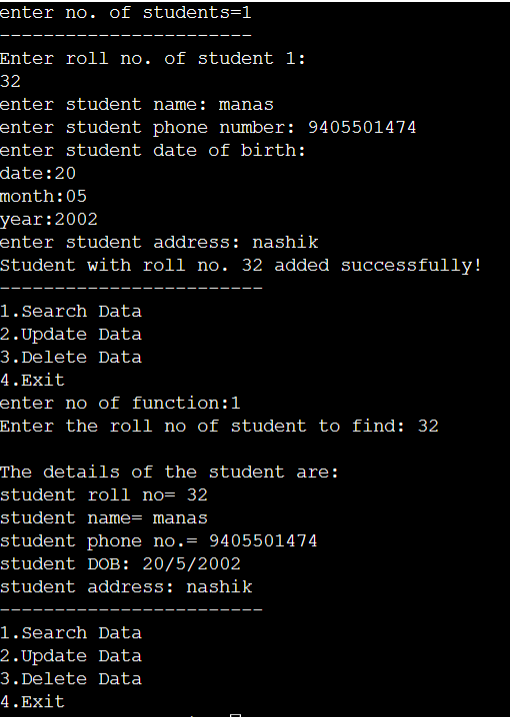 enter no. of students=1
-----------------------
Enter roll no. of student 1:
32
enter student name: manas
enter student phone number: 9405501474
enter student date of birth:
date:20
month:05
year:2002
enter student address: nashik
Student with roll no. 32 added successfully!
------------------------
1.Search Data
2.Update Data
3.Delete Data
4.Exit
enter no of function:1
Enter the roll no of student to find: 32

The details of the student are:
student roll no= 32
student name= manas
student phone no.= 9405501474
student DOB: 20/5/2002
student address: nashik
------------------------
1.Search Data
2.Update Data
3.Delete Data
4.Exit